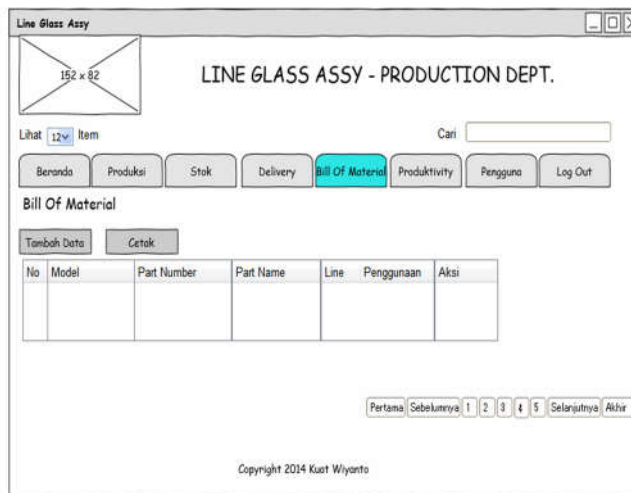 Line Glass Assy
152 x 82
LINE GLASS ASSY - PRODUCTION DEPT.
Lihat 12 Item
Cari
Beranda Produksi Stok Delivery Bill Of Material Produktivity Pengguna Log Out
Bill Of Material
Tambah Data Cetak
No Model Part Number Part Name Line Penggunaan Aksi
Pertama Sebelumnya 1 2 3 4 5 Selanjutnya Akhir
Copyright 2014 Kuat Wiyanto